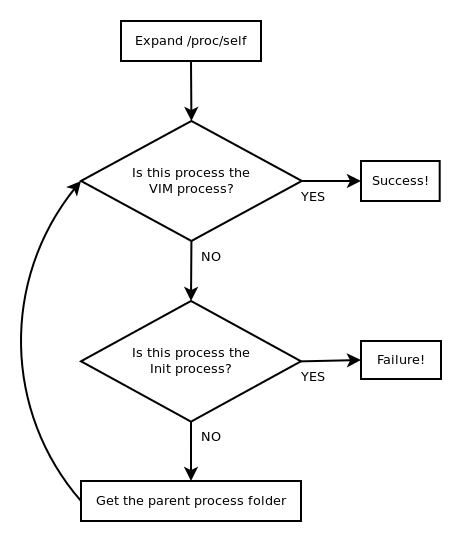 Expand /proc/self
Is this process the
VIM process?
YES
Success!
NO
Is this process the
Init process?
YES
Failure!
NO
Get the parent process folder